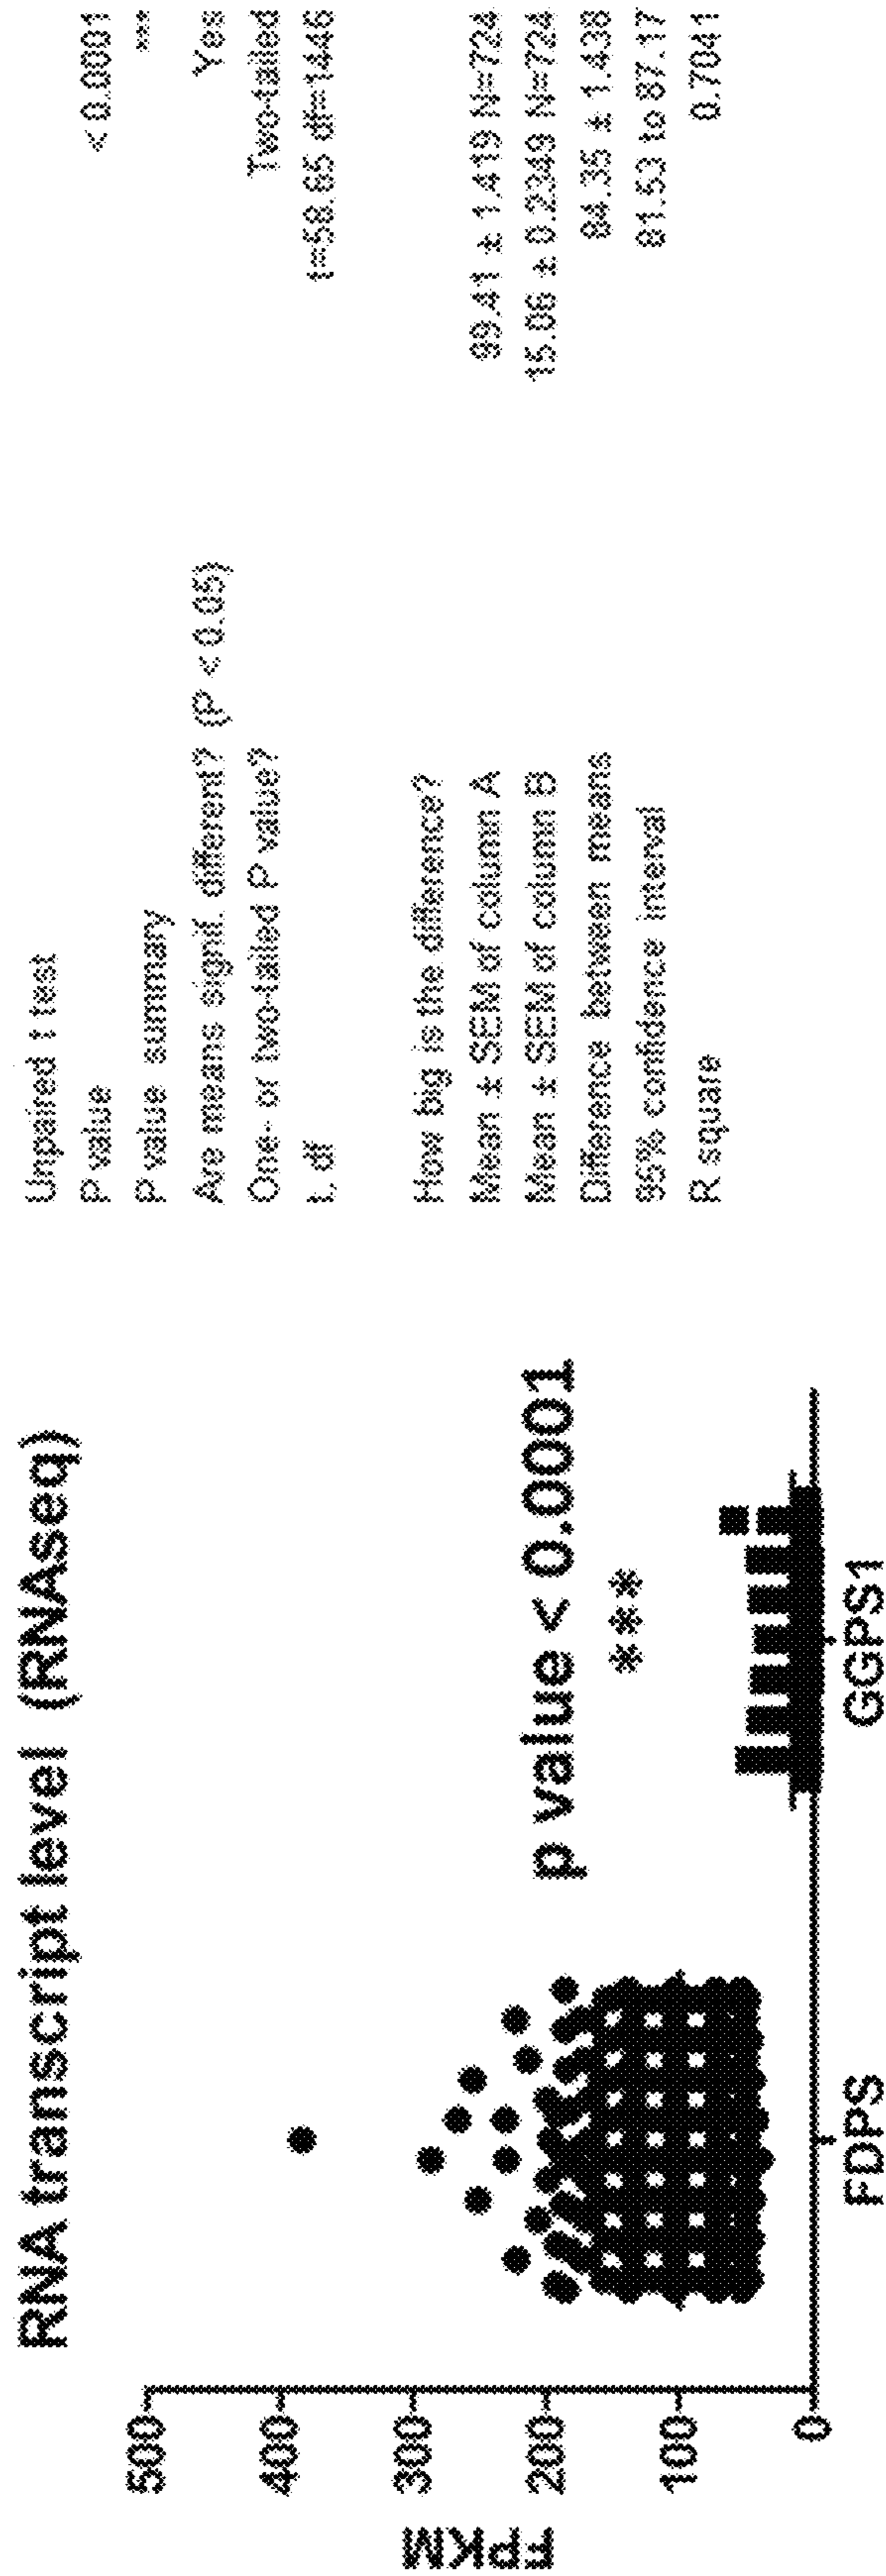 RNA transcript level (RNAseq)
500
400
300
200
100
0
FPKM
p value < 0.0001
***
FDPS
GGPS1
Unpaired t test
P value < 0.0001
P value summary ***
Are means signif. different? (P < 0.05) Yes
One- or two-tailed P value? Two-tailed
t, df t=58.65 df=1446
How big is the difference?
Mean ± SEM of column A 99.41 ± 1.419 N=724
Mean ± SEM of column B 15.06 ± 0.2349 N=724
Difference between means 84.35 ± 1.438
95% confidence interval 81.53 to 87.17
R square 0.7041